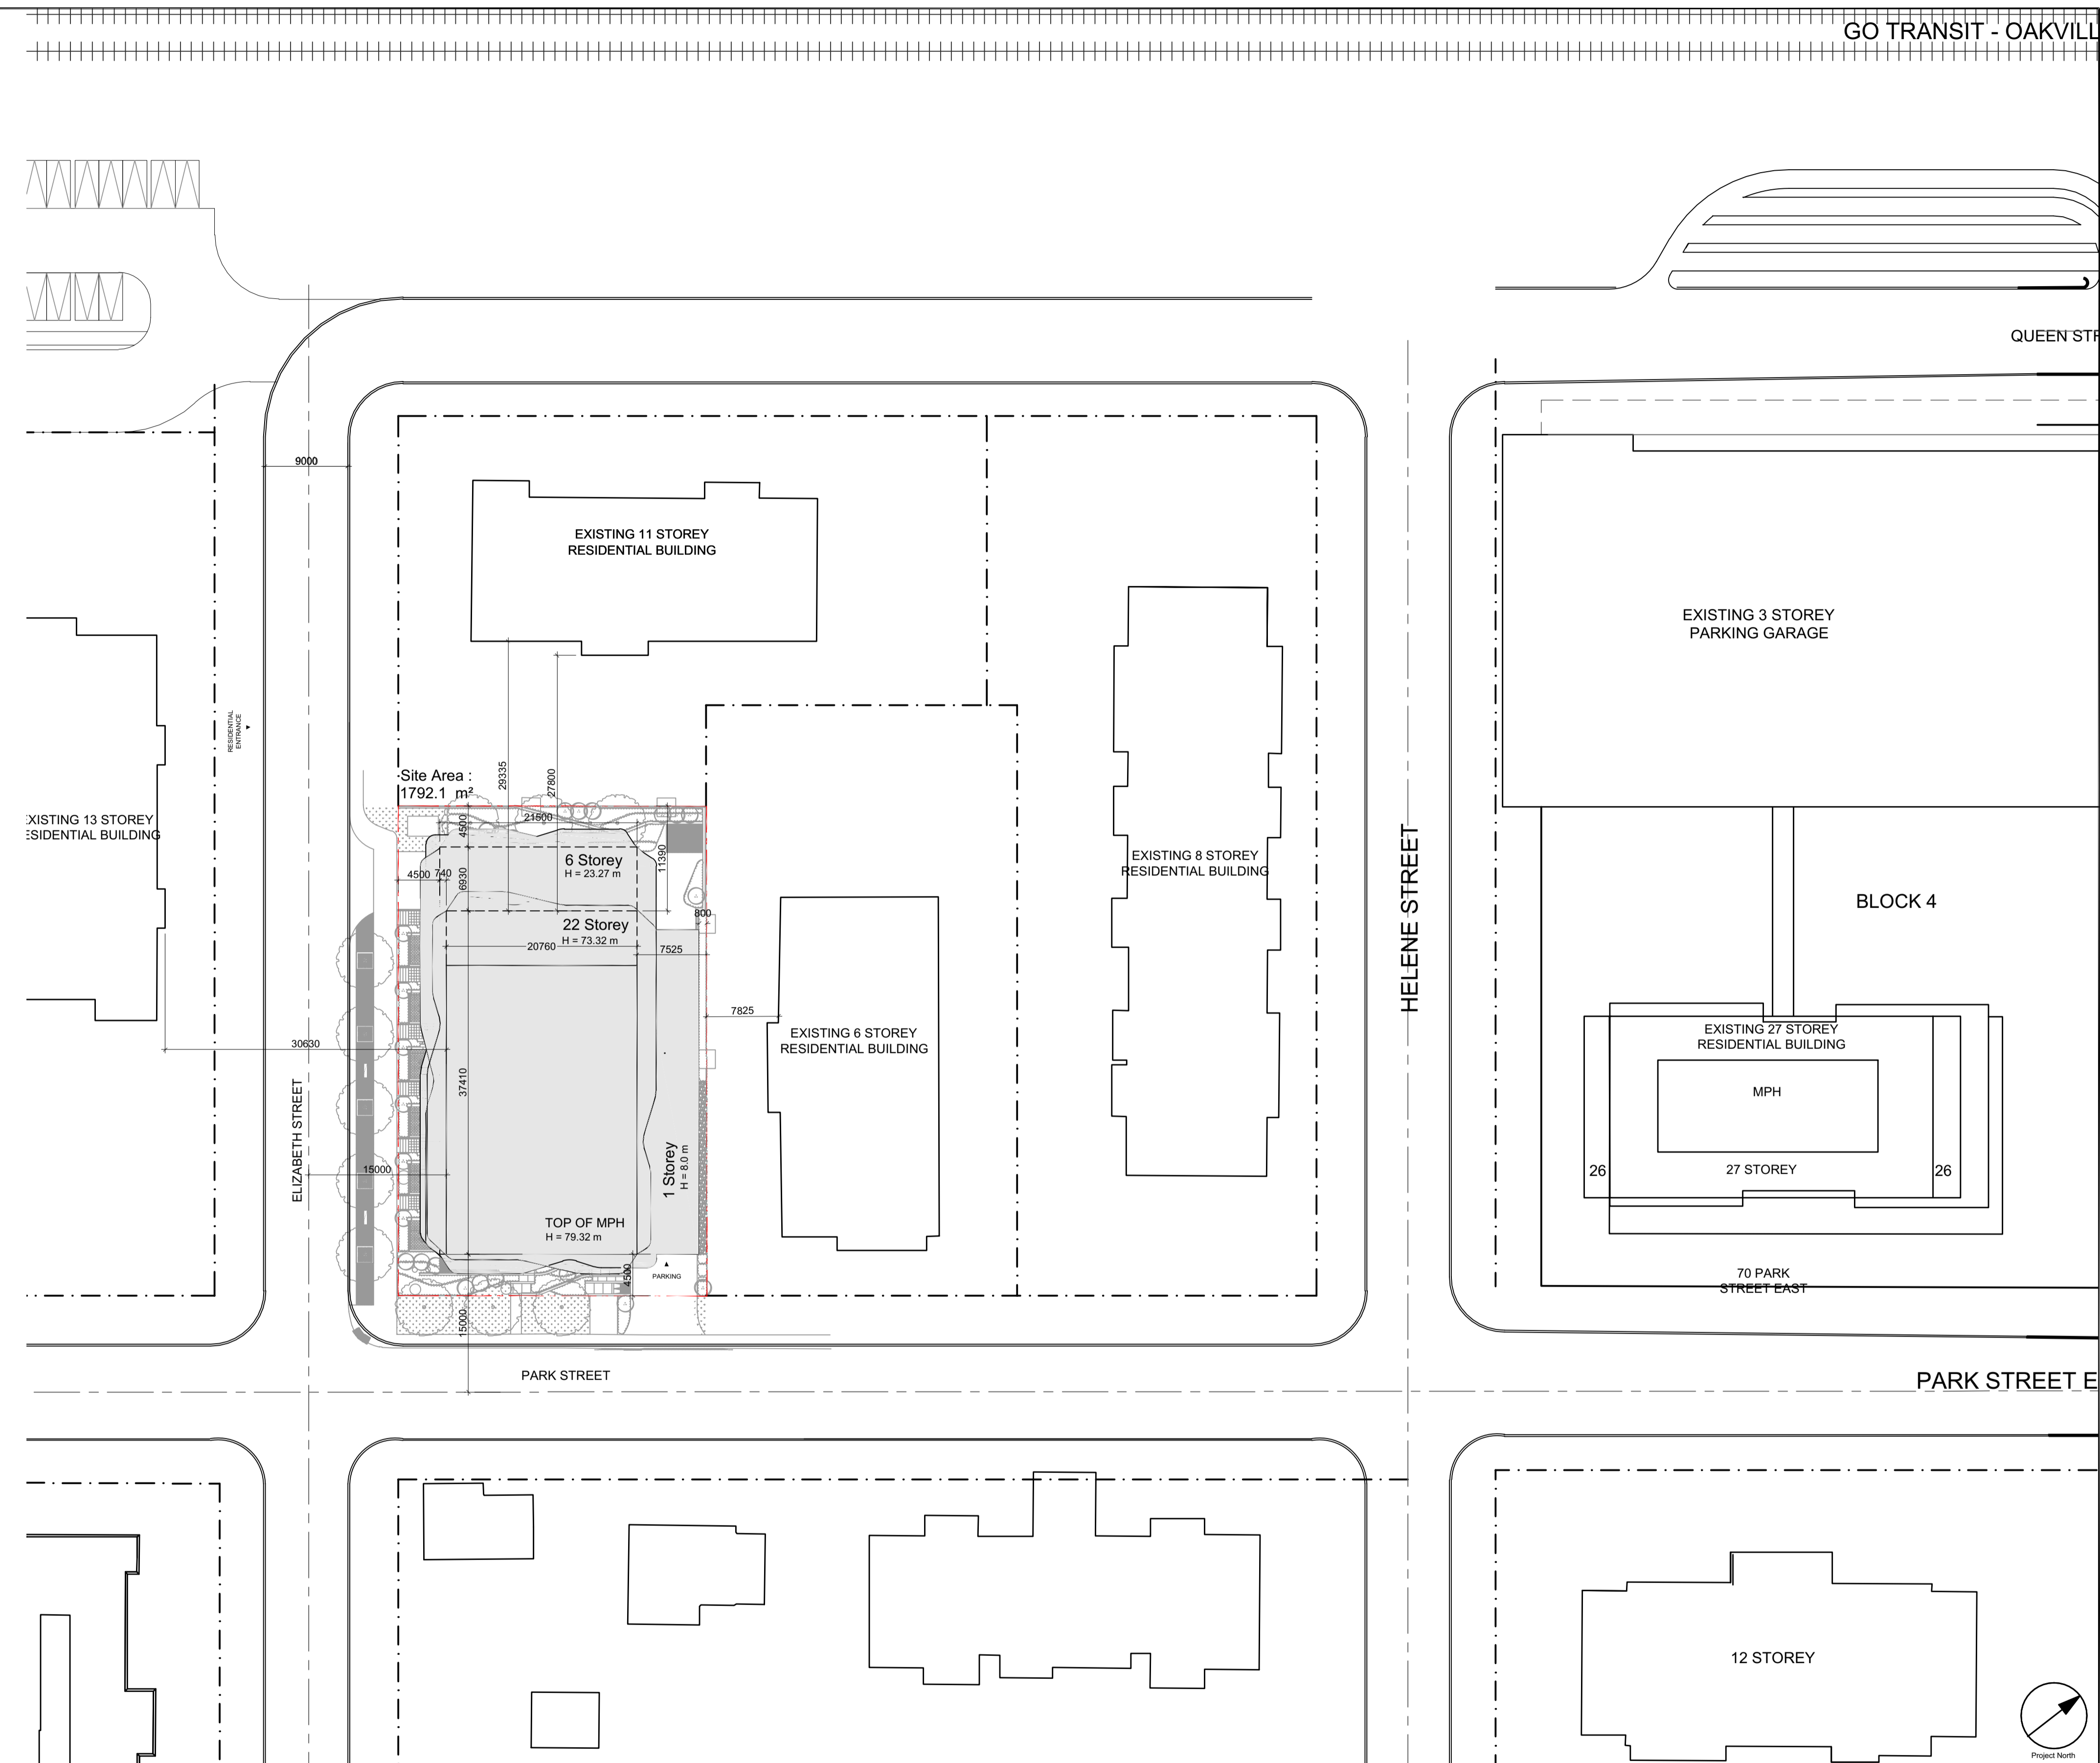 GO TRANSIT - OAKVILL
QUEEN STR
9000
EXISTING 11 STOREY
RESIDENTIAL BUILDING
EXISTING 3 STOREY
PARKING GARAGE
RESIDENTIAL
ENTRANCE
Site Area :
1792.1 m²
29335
27800
XISTING 13 STOREY
ESIDENTIAL BUILDING
4500
21500
6 Storey
H = 23.27 m
11390
4500
740
6930
EXISTING 8 STOREY
RESIDENTIAL BUILDING
HELENE STREET
BLOCK 4
800
22 Storey
H = 73.32 m
20760
7525
7825
EXISTING 6 STOREY
RESIDENTIAL BUILDING
30630
37410
EXISTING 27 STOREY
RESIDENTIAL BUILDING
MPH
ELIZABETH STREET
15000
1 Storey
H = 8.0 m
26
27 STOREY
26
TOP OF MPH
H = 79.32 m
4500
PARKING
70 PARK
STREET EAST
15000
PARK STREET
PARK STREET E
12 STOREY
Project North